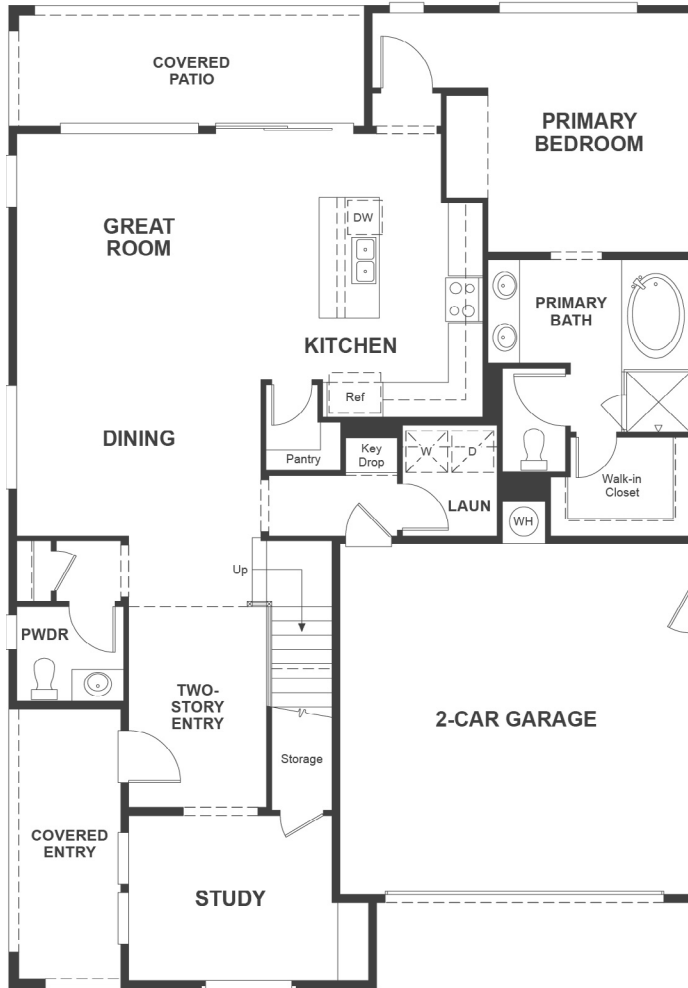 COVERED
PATIO
PRIMARY
BEDROOM
GREAT
ROOM
DW
PRIMARY
BATH
KITCHEN
Ref
DINING
Pantry
Key
Drop
W
D
LAUN
Walk-in
Closet
WH
Up
PWDR
TWO-
STORY
ENTRY
2-CAR GARAGE
Storage
COVERED
ENTRY
STUDY